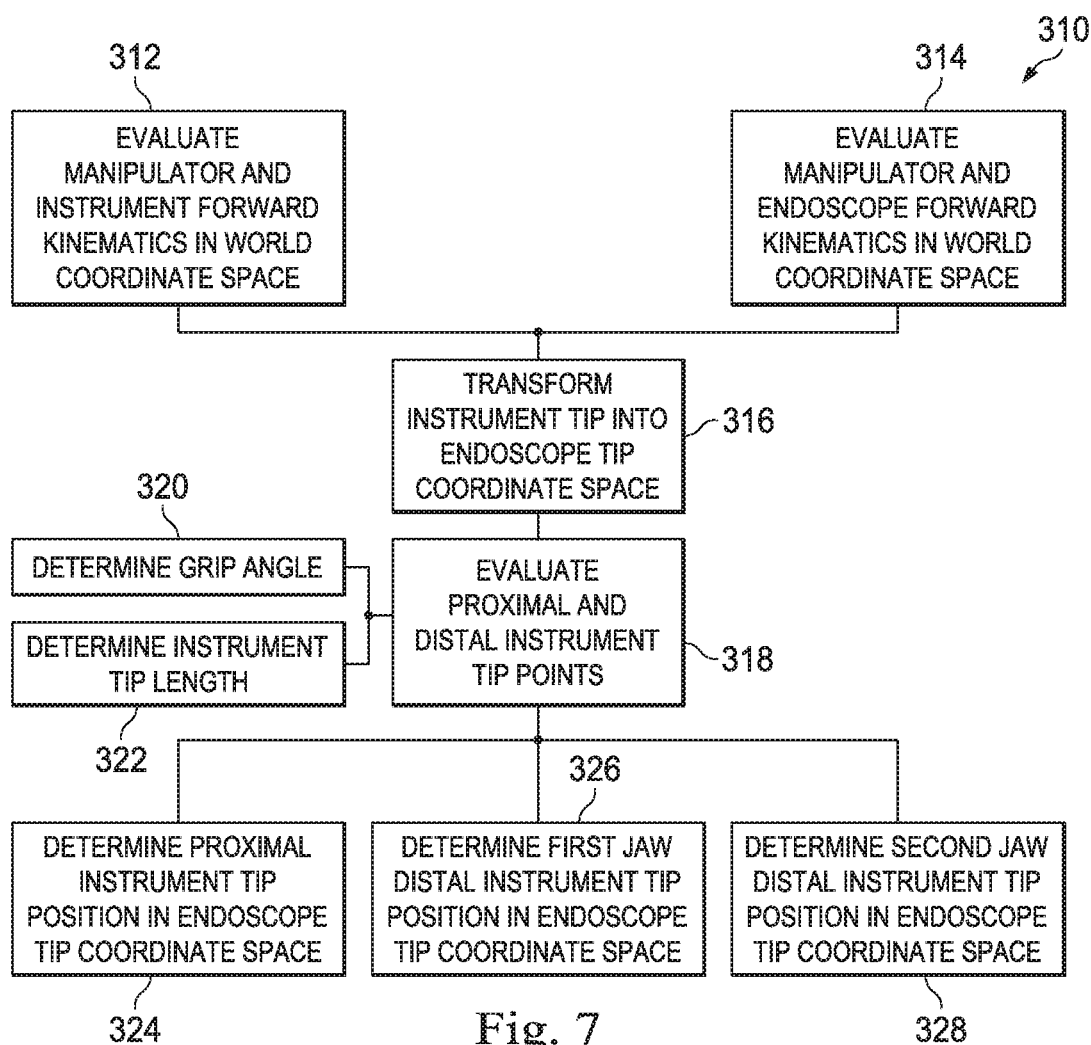 310
312
314
EVALUATE
MANIPULATOR AND
INSTRUMENT FORWARD
KINEMATICS IN WORLD
COORDINATE SPACE
EVALUATE
MANIPULATOR AND
ENDOSCOPE FORWARD
KINEMATICS IN WORLD
COORDINATE SPACE
TRANSFORM
INSTRUMENT TIP INTO
ENDOSCOPE TIP
COORDINATE SPACE
316
320
DETERMINE GRIP ANGLE
DETERMINE INSTRUMENT
TIP LENGTH
322
EVALUATE
PROXIMAL AND
DISTAL INSTRUMENT
TIP POINTS
318
326
DETERMINE PROXIMAL
INSTRUMENT TIP
POSITION IN ENDOSCOPE
TIP COORDINATE SPACE
DETERMINE FIRST JAW
DISTAL INSTRUMENT TIP
POSITION IN ENDOSCOPE
TIP COORDINATE SPACE
DETERMINE SECOND JAW
DISTAL INSTRUMENT TIP
POSITION IN ENDOSCOPE
TIP COORDINATE SPACE
324
Fig. 7
328